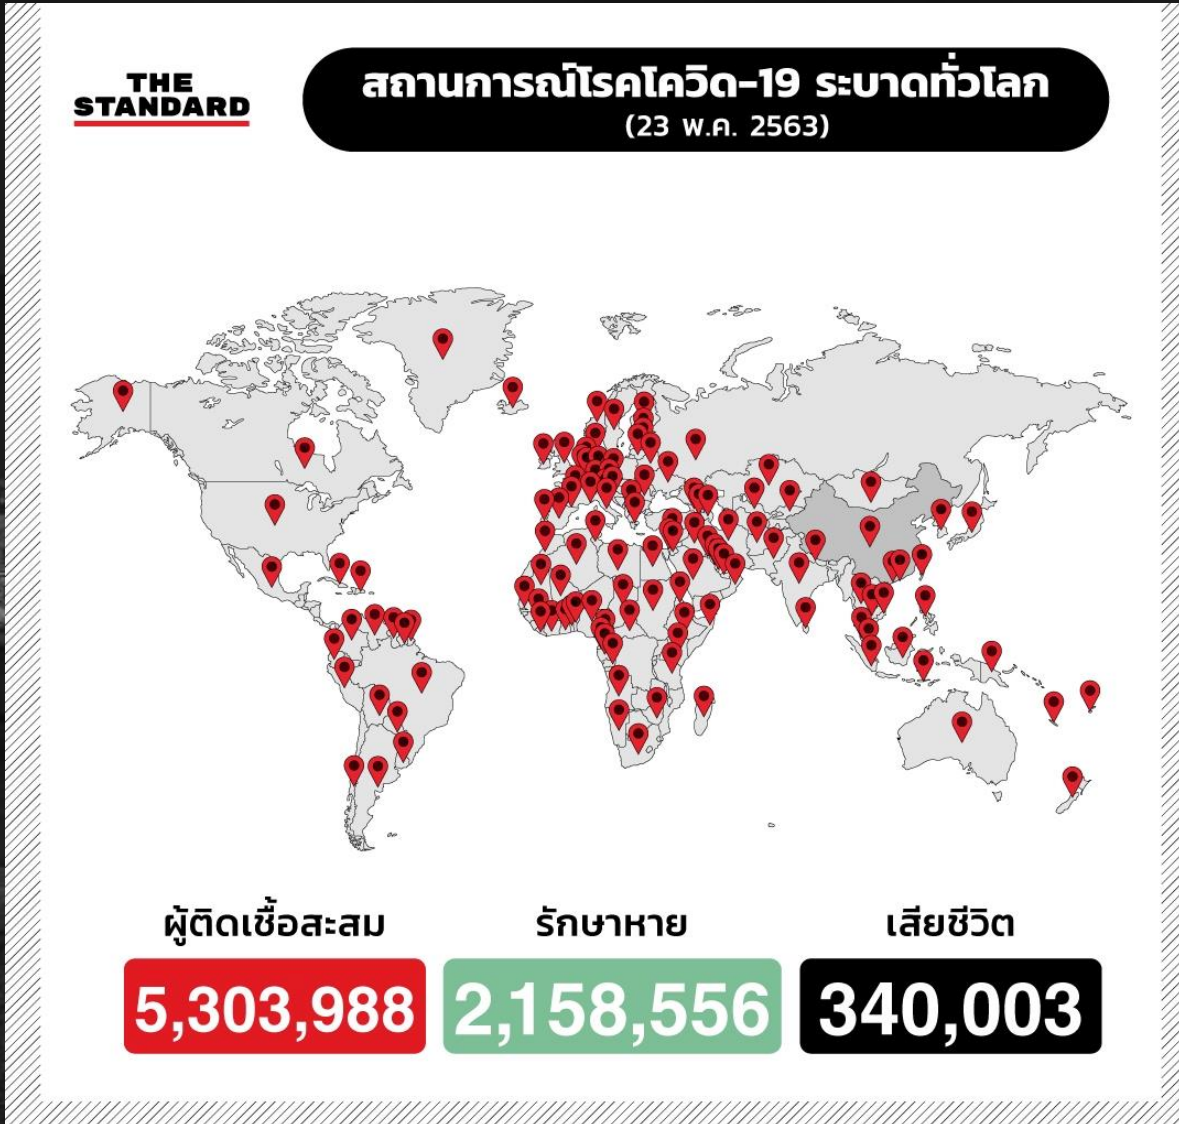 THE
STANDARD
สถานการณ์โรคโควิด-19 ระบาดทั่วโลก
(23 พ.ค. 2563)
ผู้ติดเชื้อสะสม
5,303,988
รักษาหาย
2,158,556
เสียชีวิต
340,003